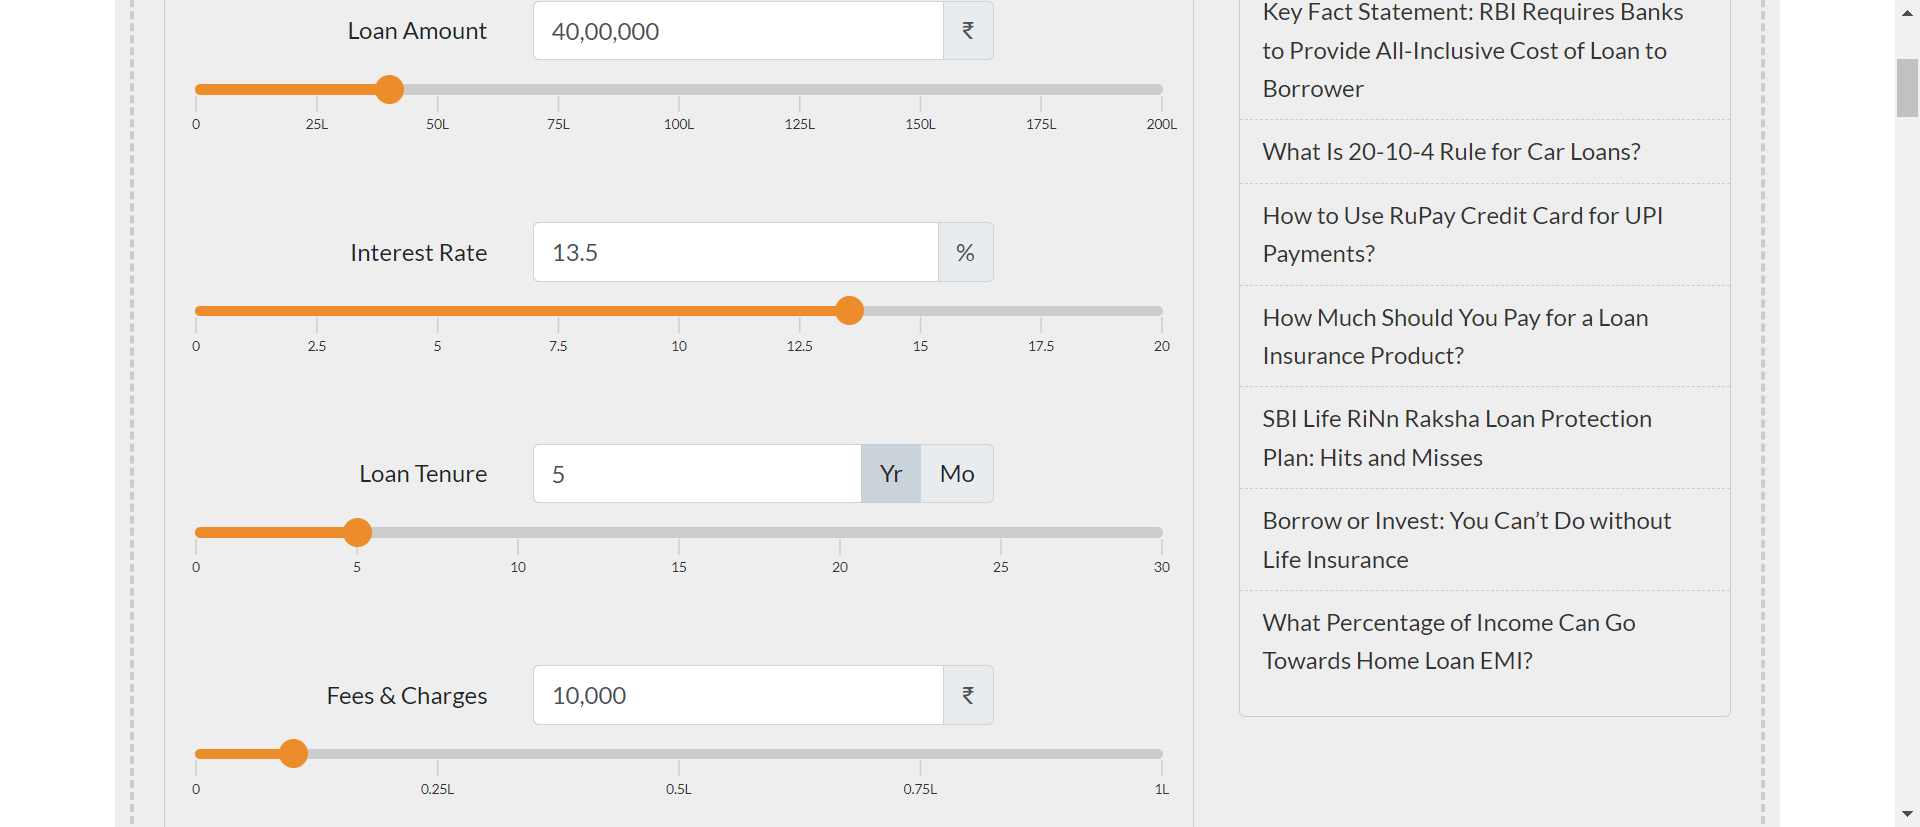 Loan Amount
40,00,000
₹
0 25L 50L 75L 100L 125L 150L 175L 200L
Interest Rate
13.5
%
0 2.5 5 7.5 10 12.5 15 17.5 20
Loan Tenure
5
Yr Mo
0 5 10 15 20 25 30
Fees & Charges
10,000
₹
0 0.25L 0.5L 0.75L 1L
Key Fact Statement: RBI Requires Banks
to Provide All-Inclusive Cost of Loan to
Borrower
What Is 20-10-4 Rule for Car Loans?
How to Use RuPay Credit Card for UPI
Payments?
How Much Should You Pay for a Loan
Insurance Product?
SBI Life RiNn Raksha Loan Protection
Plan: Hits and Misses
Borrow or Invest: You Can’t Do without
Life Insurance
What Percentage of Income Can Go
Towards Home Loan EMI?